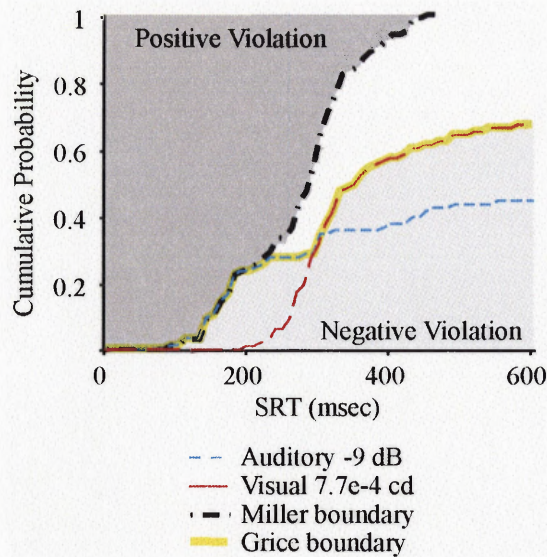 Positive Violation
Negative Violation
Cumulative Probability
1
0.8
0.6
0.4
0.2
0
200
400
600
SRT (msec)
Auditory -9 dB
Visual 7.7e-4 cd
Miller boundary
Grice boundary